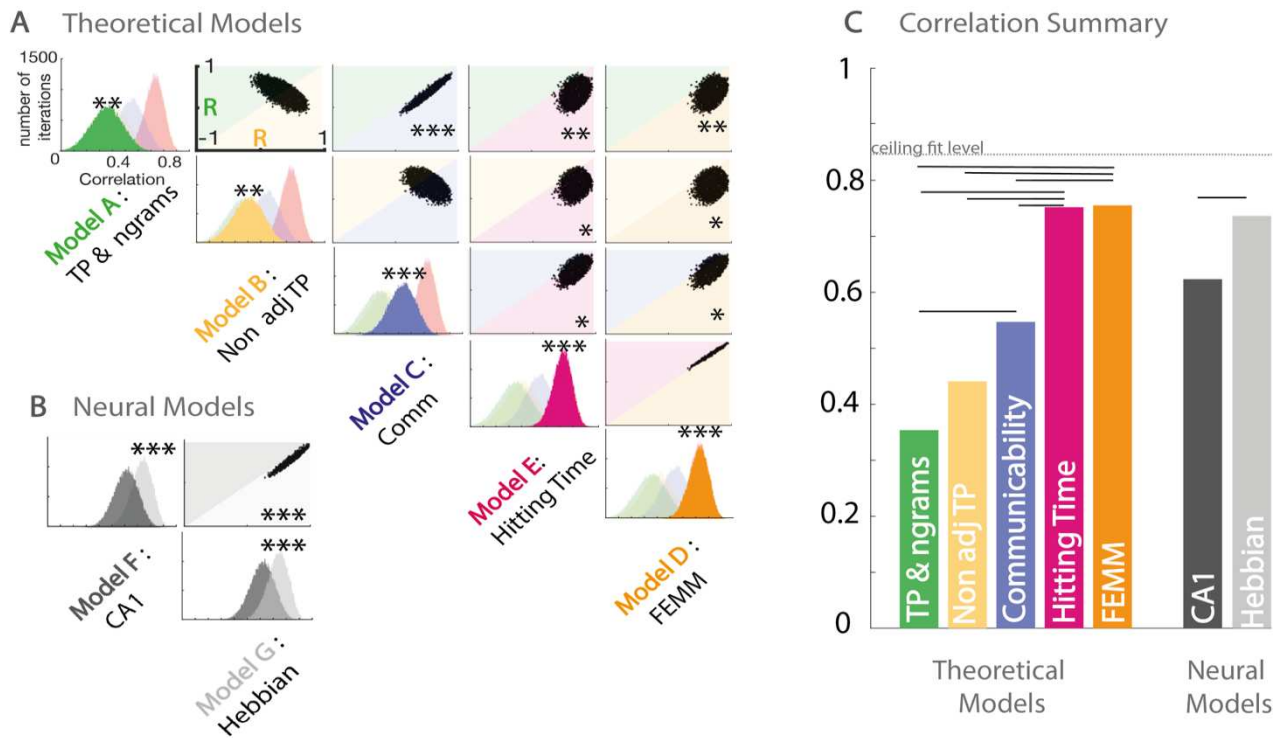 A Theoretical Models
1500
number of
iterations
0
0.4
0.8
Correlation
**
1
R
-1
R
1
***
**
**
Model A :
TP & ngrams
**
*
*
Model B :
Non adj TP
***
*
*
Model C :
Comm
***
Model E:
Hitting Time
***
Model D :
FEMM
B Neural Models
***
***
Model F :
CA1
***
Model G :
Hebbian
C Correlation Summary
1
ceiling fit level
0.8
0.6
0.4
0.2
0
TP & ngrams
Non adj TP
Communicability
Hitting Time
FEMM
CA1
Hebbian
Theoretical
Models
Neural
Models